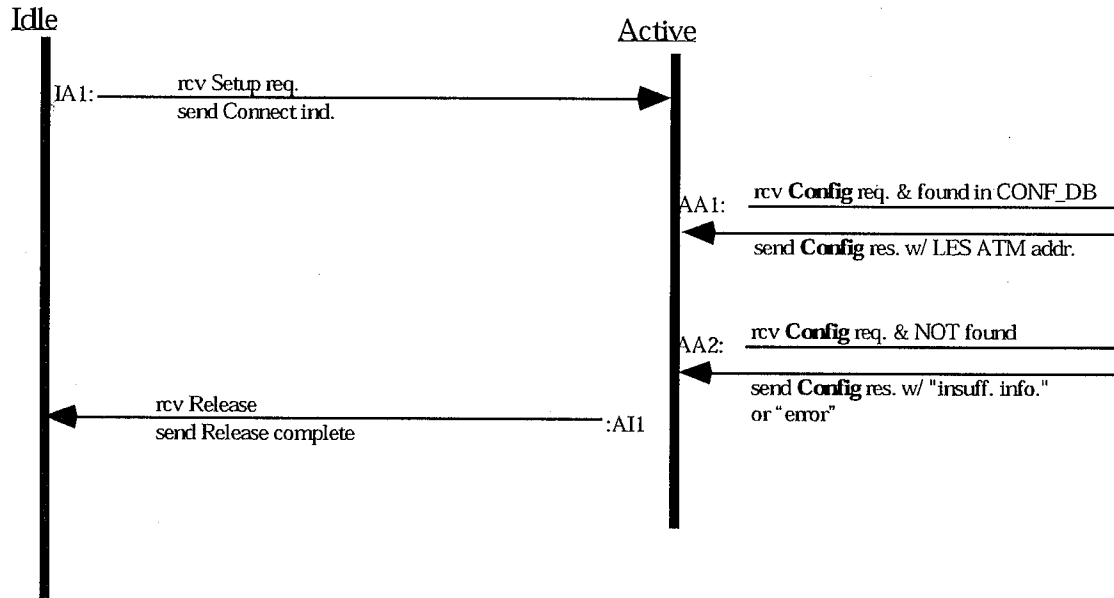 Idle
Active
IA1:
rcv Setup req.
send Connect ind.
AA1:
rcv Config req. & found in CONF_DB
send Config res. w/ LES ATM addr.
AA2:
rcv Config req. & NOT found
send Config res. w/ "insuff. info."
or "error"
rcv Release
send Release complete
:AI1